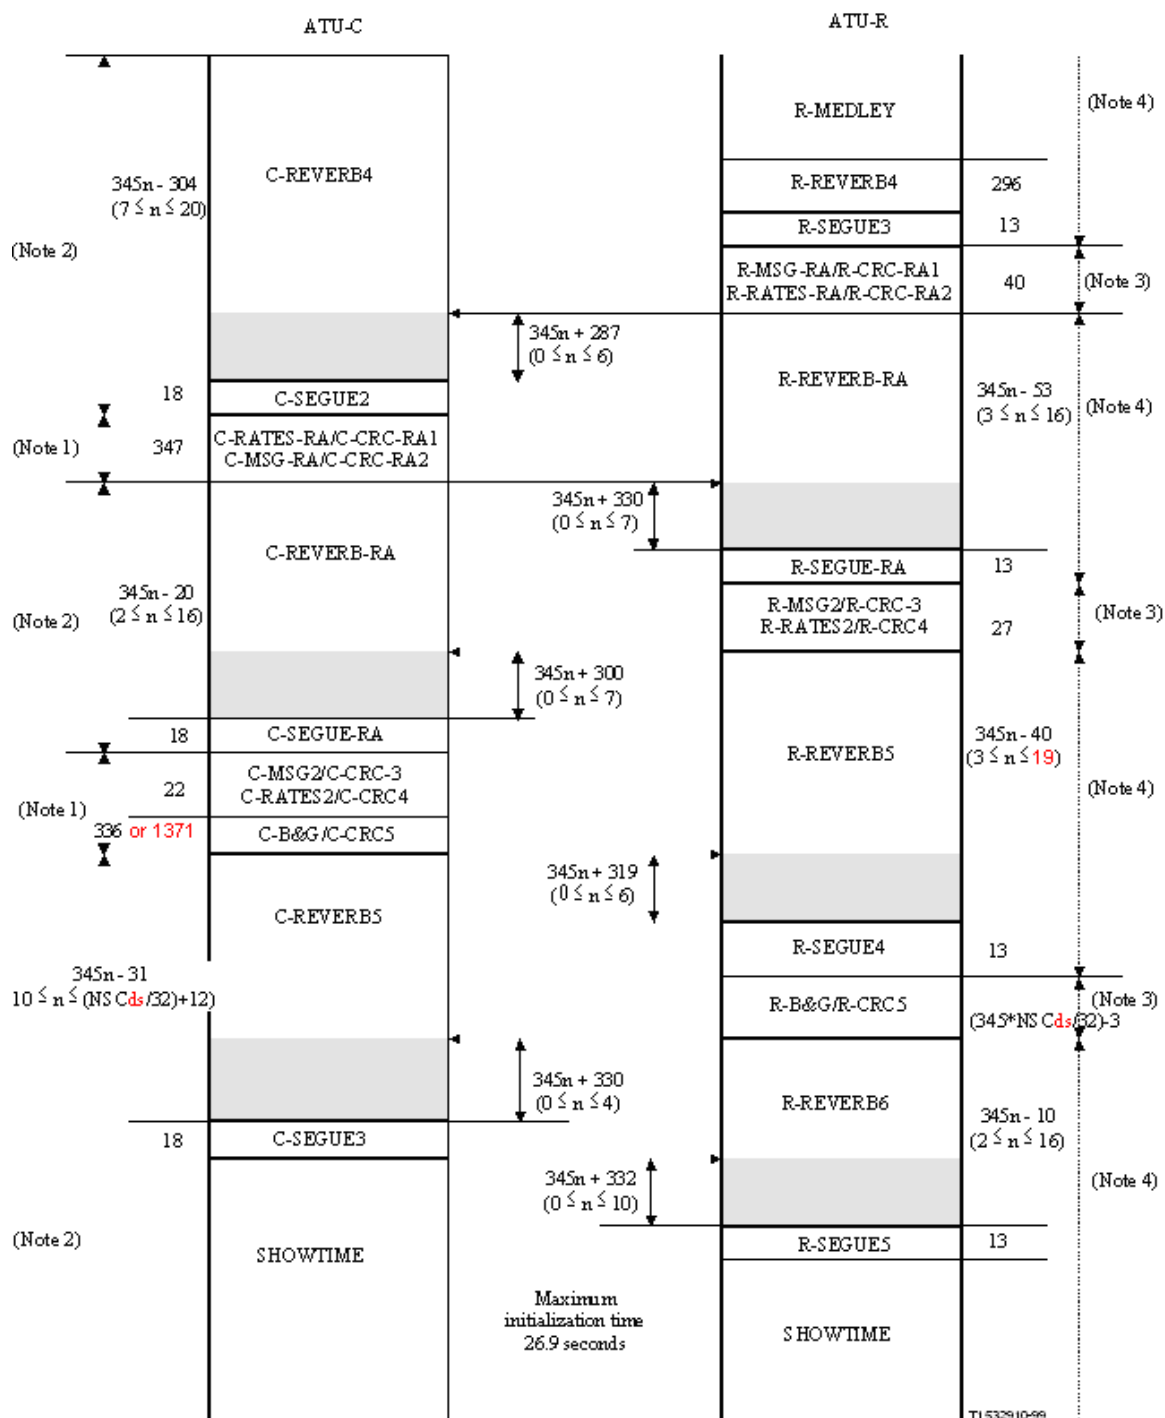 ATU-C
ATU-R
R-MEDLEY
(Note 4)
C-REVERB4
345n - 304
(7 ≤ n ≤ 20)
R-REVERB4
296
R-SEGUE3
13
(Note 2)
R-MSG-RA/R-CRC-RA1
R-RATES-RA/R-CRC-RA2
40
(Note 3)
345n + 287
(0 ≤ n ≤ 6)
R-REVERB-RA
345n - 53
(3 ≤ n ≤ 16)
(Note 4)
18
C-SEGUE2
(Note 1)
347
C-RATES-RA/C-CRC-RA1
C-MSG-RA/C-CRC-RA2
345n + 330
(0 ≤ n ≤ 7)
C-REVERB-RA
R-SEGUE-RA
13
345n - 20
(2 ≤ n ≤ 16)
(Note 2)
R-MSG2/R-CRC-3
R-RATES2/R-CRC4
27
(Note 3)
345n + 300
(0 ≤ n ≤ 7)
18
C-SEGUE-RA
R-REVERB5
345n - 40
(3 ≤ n ≤ 19)
(Note 4)
C-MSG2/C-CRC-3
C-RATES2/C-CRC4
22
(Note 1)
336 or 1371
C-B&G/C-CRC5
345n + 319
(0 ≤ n ≤ 6)
C-REVERB5
R-SEGUE4
13
345n - 31
10 ≤ n ≤ (NSCds/32)+12)
R-B&G/R-CRC5
(Note 3)
(345*NSCds/32)-3
345n + 330
(0 ≤ n ≤ 4)
R-REVERB6
345n - 10
(2 ≤ n ≤ 16)
18
C-SEGUE3
345n + 332
(0 ≤ n ≤ 10)
(Note 4)
(Note 2)
SHOWTIME
R-SEGUE5
13
Maximum
initialization time
26.9 seconds
SHOWTIME
T1532910-99